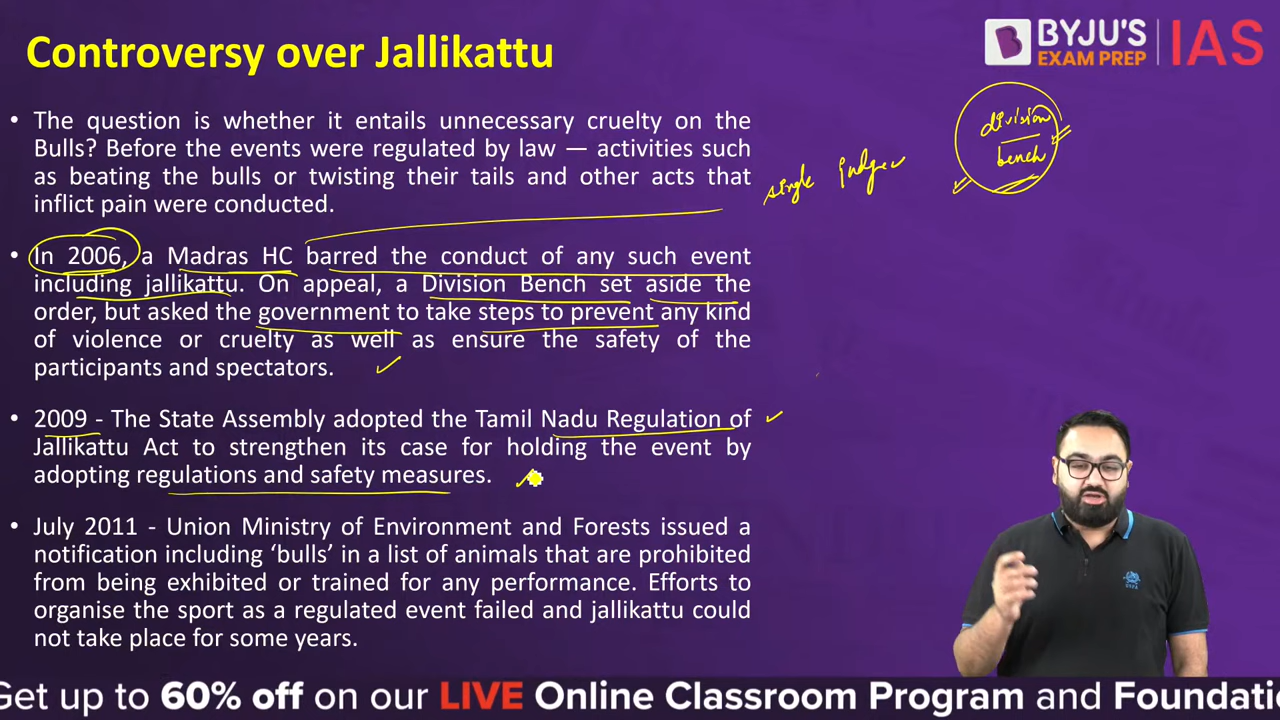 Controversy over Jallikattu
BYJU'S
EXAM PREP
IAS
• The question is whether it entails unnecessary cruelty on the
Bulls? Before the events were regulated by law — activities such
as beating the bulls or twisting their tails and other acts that
inflict pain were conducted.
division
bench
single judge
• In 2006, a Madras HC barred the conduct of any such event
including jallikattu. On appeal, a Division Bench set aside the
order, but asked the government to take steps to prevent any kind
of violence or cruelty as well as ensure the safety of the
participants and spectators.
• 2009 - The State Assembly adopted the Tamil Nadu Regulation of
Jallikattu Act to strengthen its case for holding the event by
adopting regulations and safety measures.
• July 2011 - Union Ministry of Environment and Forests issued a
notification including ‘bulls’ in a list of animals that are prohibited
from being exhibited or trained for any performance. Efforts to
organise the sport as a regulated event failed and jallikattu could
not take place for some years.
Get up to 60% off on our LIVE Online Classroom Program and Foundati